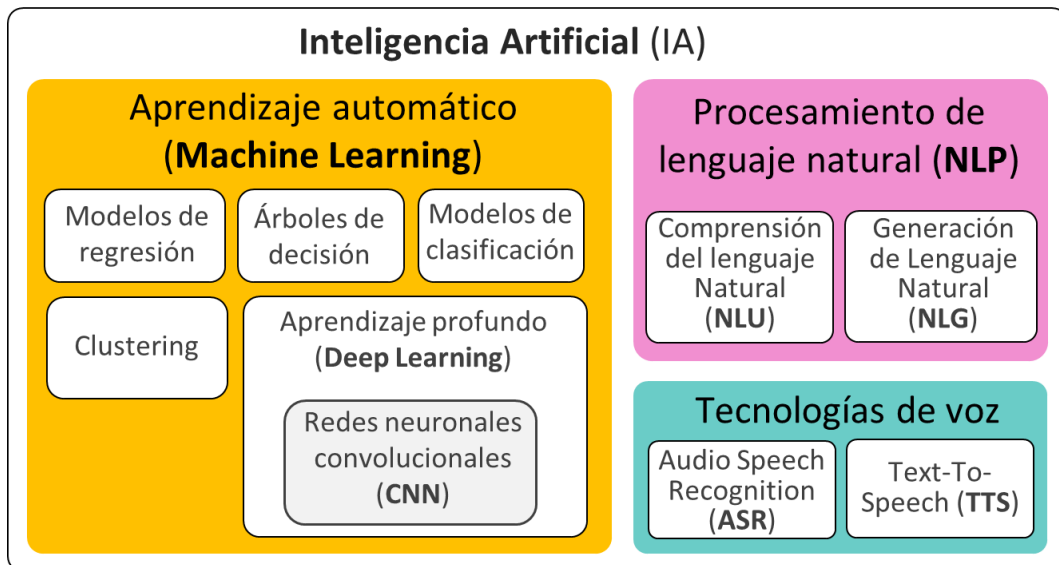 Inteligencia Artificial (IA)
Aprendizaje automático
(Machine Learning)
Modelos de
regresión
Árboles de
decisión
Modelos de
clasificación
Clustering
Aprendizaje profundo
(Deep Learning)
Redes neuronales
convolucionales
(CNN)
Procesamiento de
lenguaje natural (NLP)
Comprensión
del lenguaje
Natural
(NLU)
Generación
de Lenguaje
Natural
(NLG)
Tecnologías de voz
Audio Speech
Recognition
(ASR)
Text-To-
Speech (TTS)